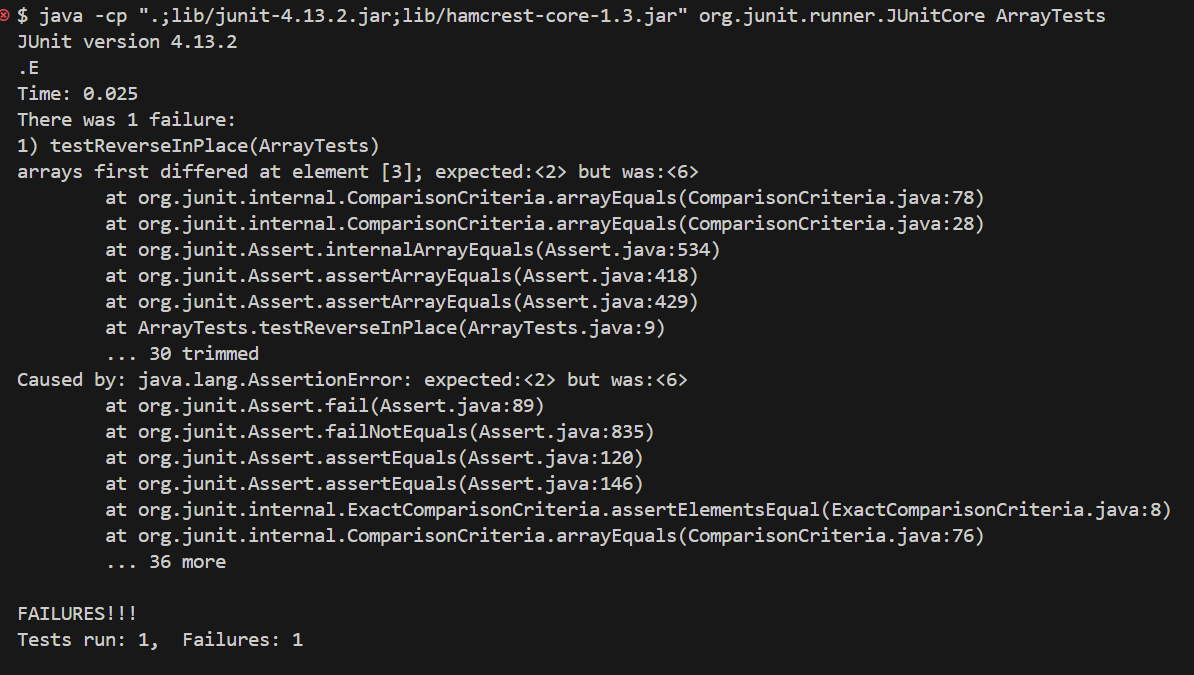 $ java -cp ".;lib/junit-4.13.2.jar;lib/hamcrest-core-1.3.jar" org.junit.runner.JUnitCore ArrayTests
JUnit version 4.13.2
.E
Time: 0.025
There was 1 failure:
1) testReverseInPlace(ArrayTests)
arrays first differed at element [3]; expected:<2> but was:<6>
        at org.junit.internal.ComparisonCriteria.arrayEquals(ComparisonCriteria.java:78)
        at org.junit.internal.ComparisonCriteria.arrayEquals(ComparisonCriteria.java:28)
        at org.junit.Assert.internalArrayEquals(Assert.java:534)
        at org.junit.Assert.assertArrayEquals(Assert.java:418)
        at org.junit.Assert.assertArrayEquals(Assert.java:429)
        at ArrayTests.testReverseInPlace(ArrayTests.java:9)
        ... 30 trimmed
Caused by: java.lang.AssertionError: expected:<2> but was:<6>
        at org.junit.Assert.fail(Assert.java:89)
        at org.junit.Assert.failNotEquals(Assert.java:835)
        at org.junit.Assert.assertEquals(Assert.java:120)
        at org.junit.Assert.assertEquals(Assert.java:146)
        at org.junit.internal.ExactComparisonCriteria.assertElementsEqual(ExactComparisonCriteria.java:8)
        at org.junit.internal.ComparisonCriteria.arrayEquals(ComparisonCriteria.java:76)
        ... 36 more

FAILURES!!!
Tests run: 1,  Failures: 1